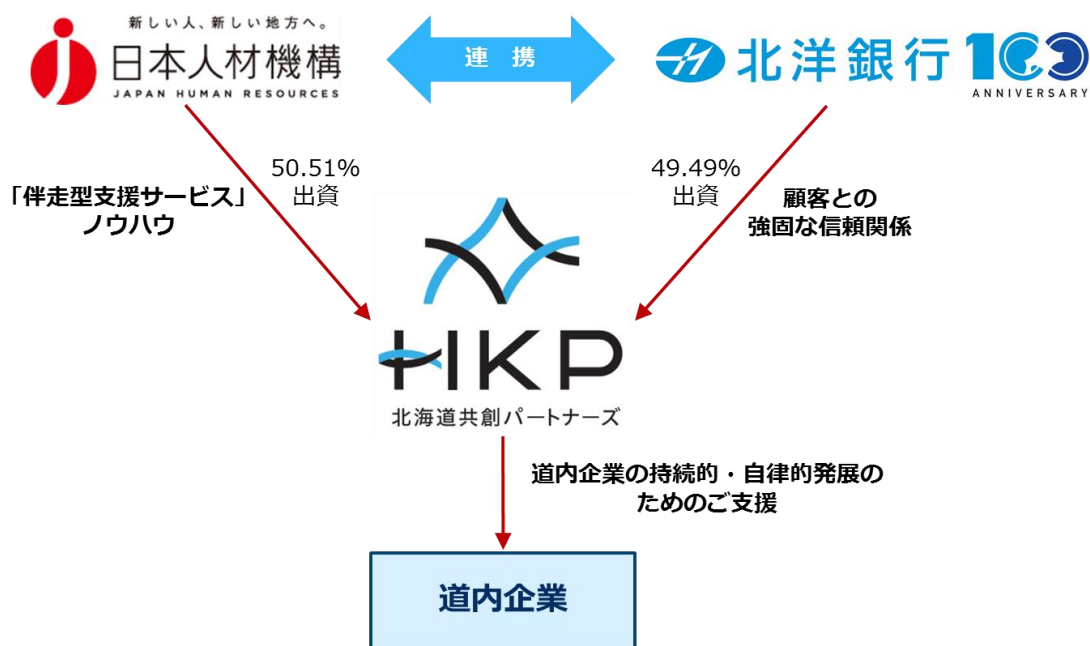 新しい人、新しい地方へ。
日本人材機構
JAPAN HUMAN RESOURCES
連 携
北洋銀行
100
ANNIVERSARY
50.51%
出資
「伴走型支援サービス」
ノウハウ
49.49%
出資
顧客との
強固な信頼関係
HKP
北海道共創パートナーズ
道内企業の持続的・自律的発展の
ためのご支援
道内企業